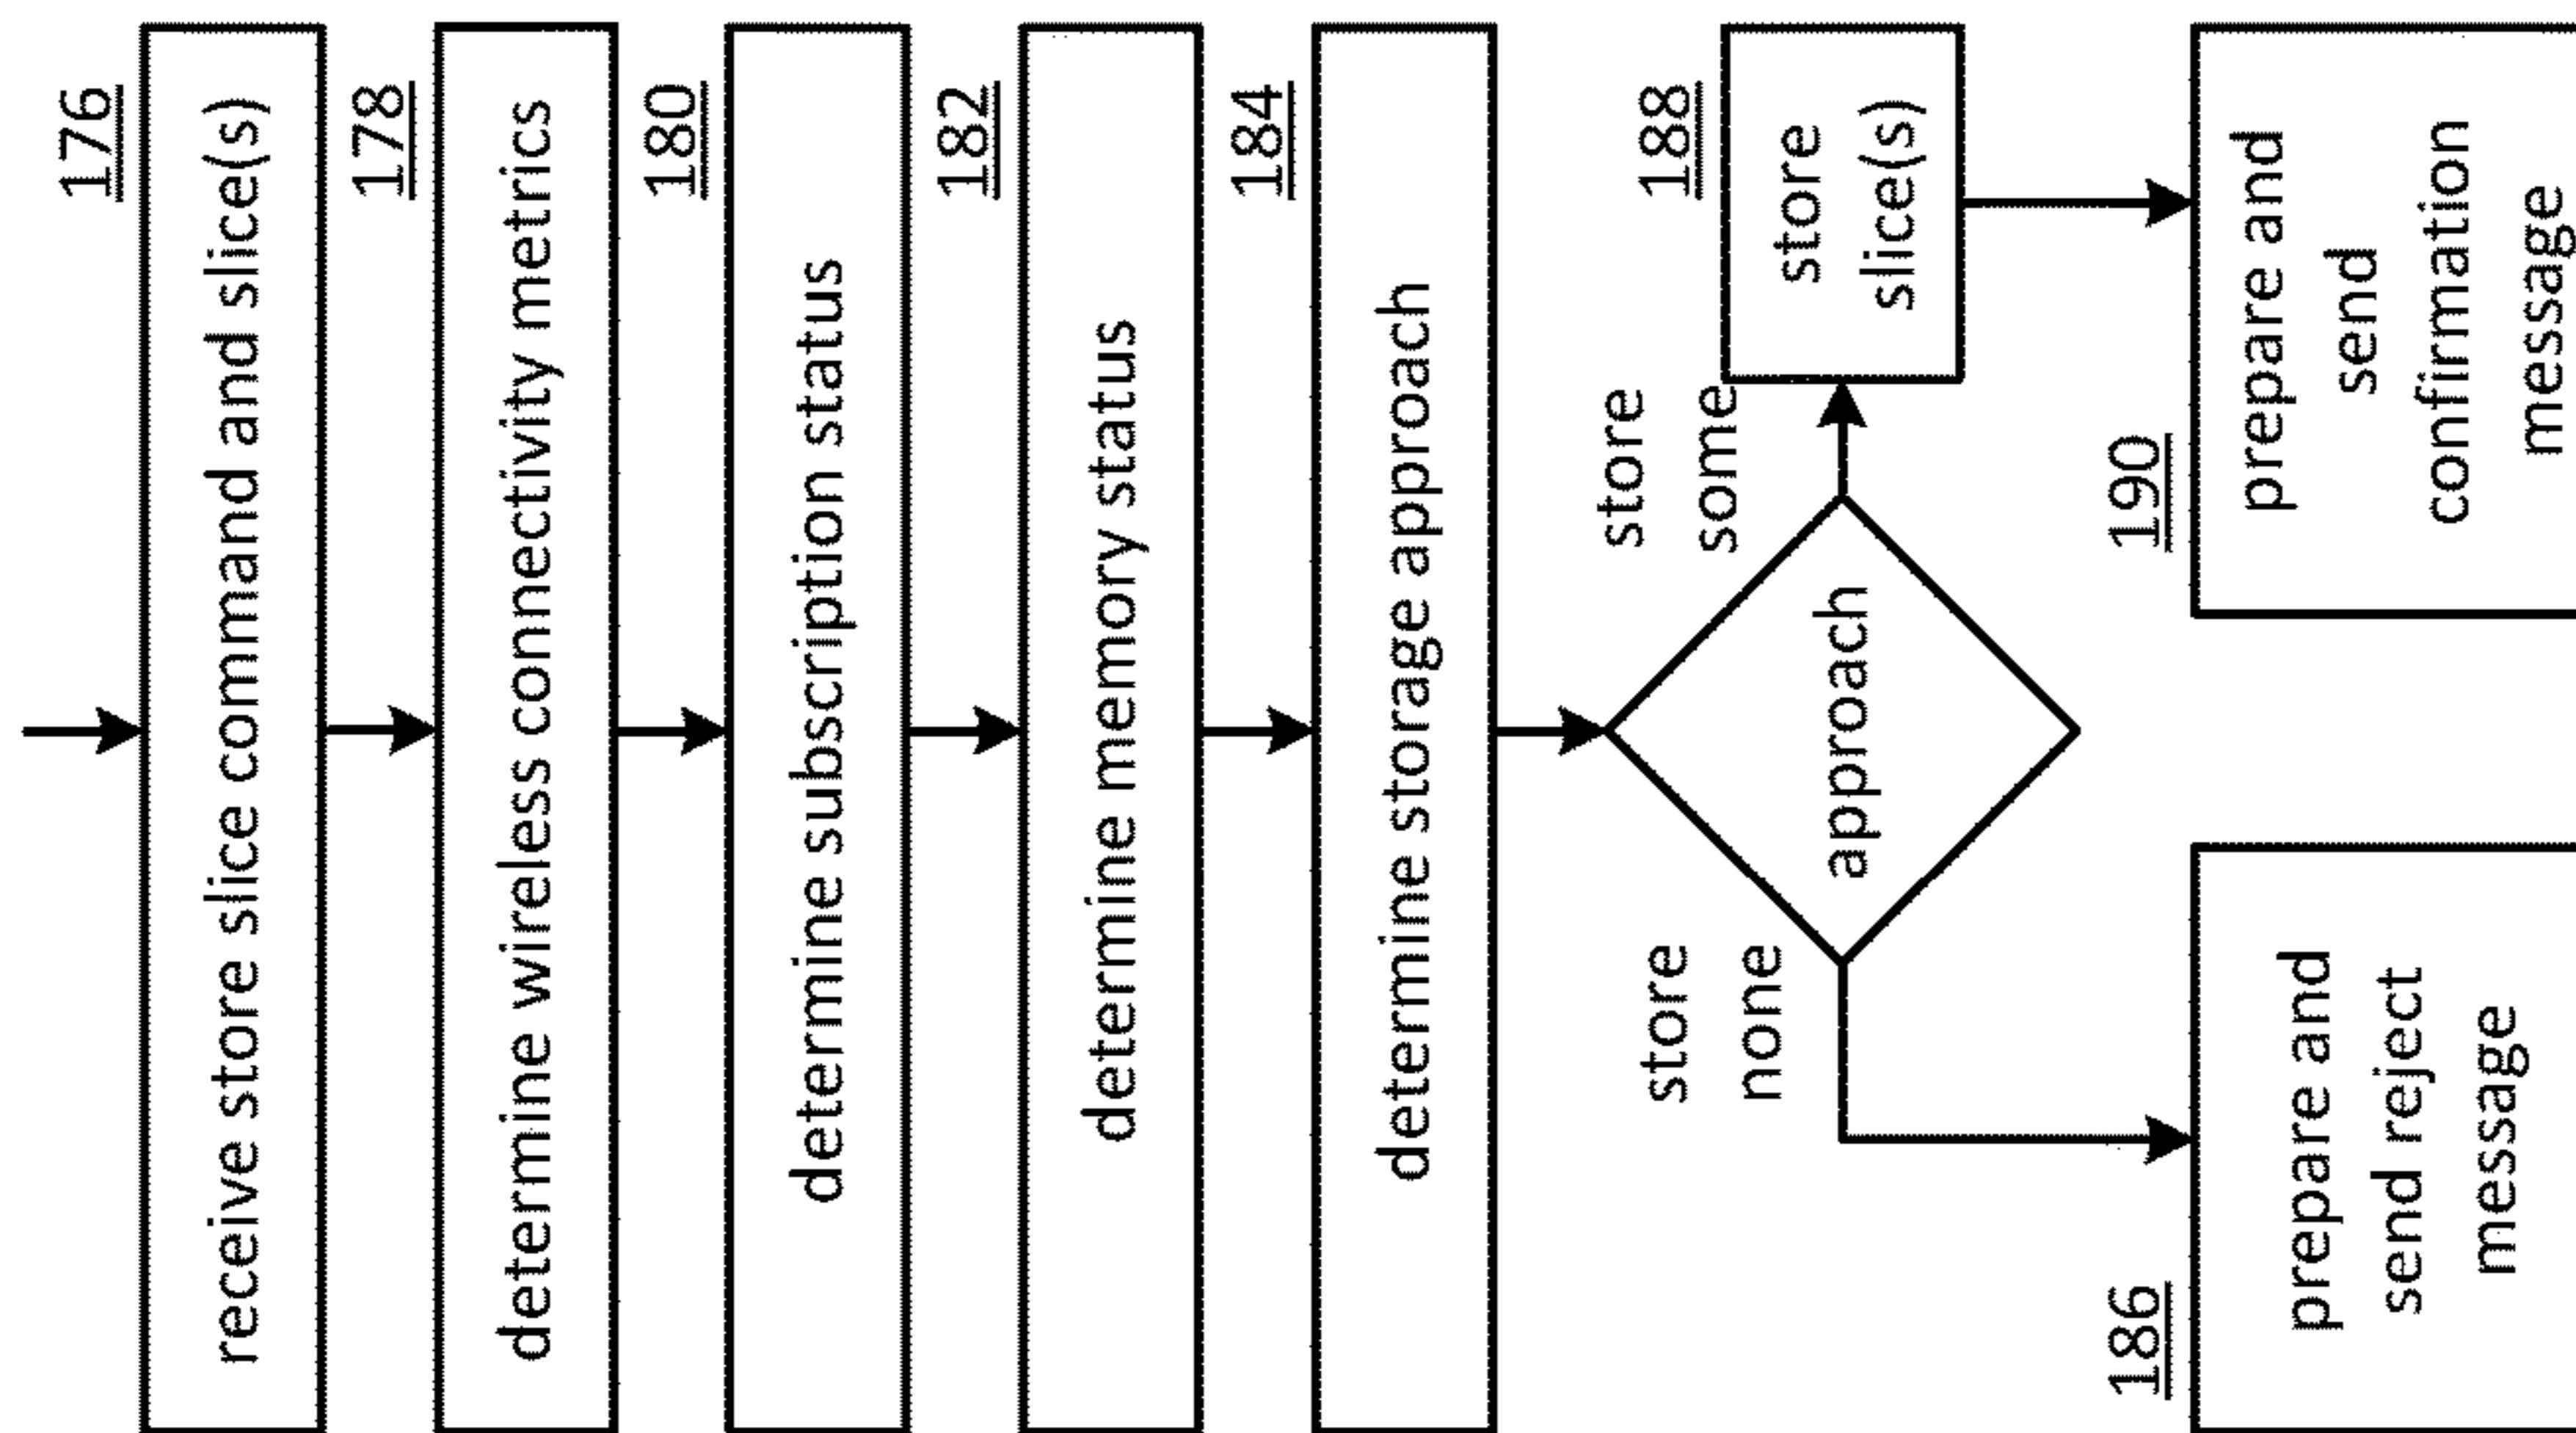 176
receive store slice command and slice(s)
178
determine wireless connectivity metrics
180
determine subscription status
182
determine memory status
184
determine storage approach
approach
store
none
store
some
188
store
slice(s)
186
prepare and
send reject
message
190
prepare and
send
confirmation
message